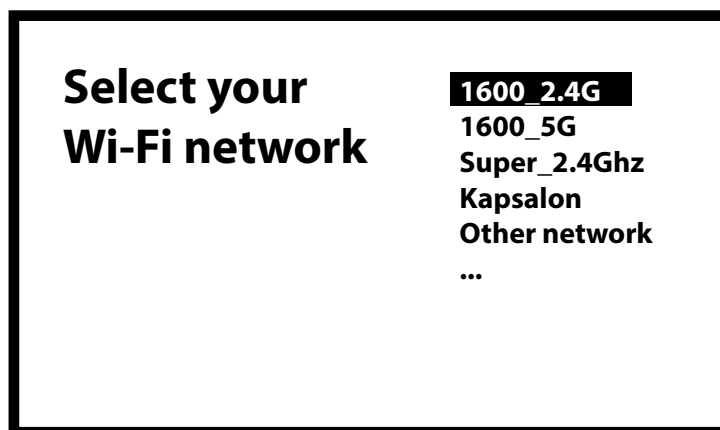 Select your
Wi-Fi network
1600_2.4G
1600_5G
Super_2.4Ghz
Kapsalon
Other network
...